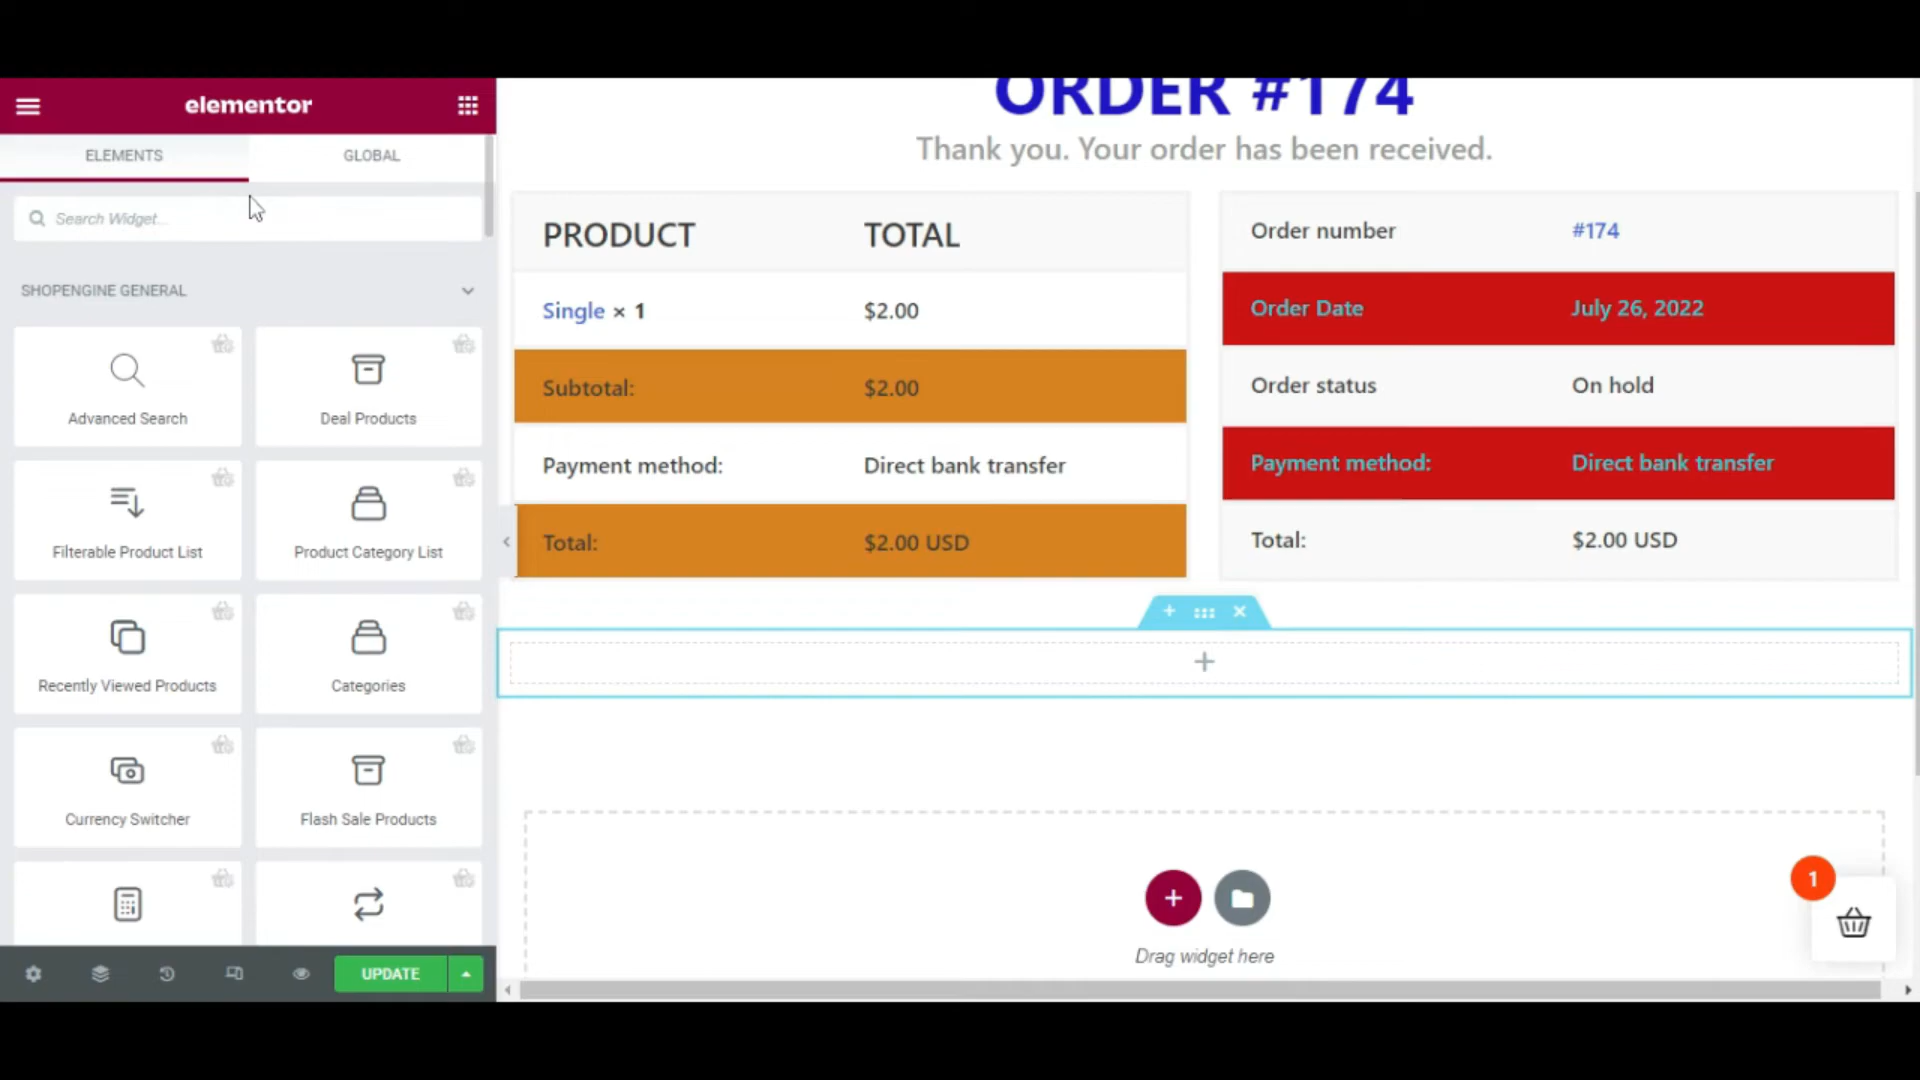 elementor
ELEMENTS
GLOBAL
Search Widget...
SHOPENGINE GENERAL
Advanced Search
Deal Products
Filterable Product List
Product Category List
Recently Viewed Products
Categories
Currency Switcher
Flash Sale Products
UPDATE
ORDER #174
Thank you. Your order has been received.
PRODUCT TOTAL
Single × 1 $2.00
Subtotal: $2.00
Payment method: Direct bank transfer
Total: $2.00 USD
Order number #174
Order Date July 26, 2022
Order status On hold
Payment method: Direct bank transfer
Total: $2.00 USD
Drag widget here
1